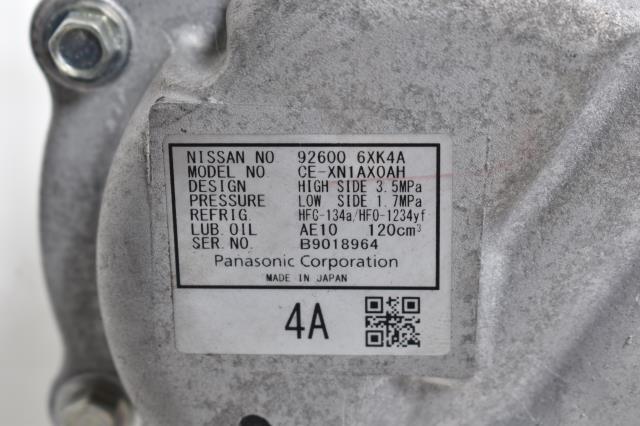 NISSAN NO 92600 6XK4A
MODEL NO. CE-XN1AX0AH
DESIGN HIGH SIDE 3.5MPa
PRESSURE LOW SIDE 1.7MPa
REFRIG. HFC-134a/HFO-1234yf
LUB. OIL AE10 120cm³
SER. NO. B9018964
Panasonic Corporation
MADE IN JAPAN
4A